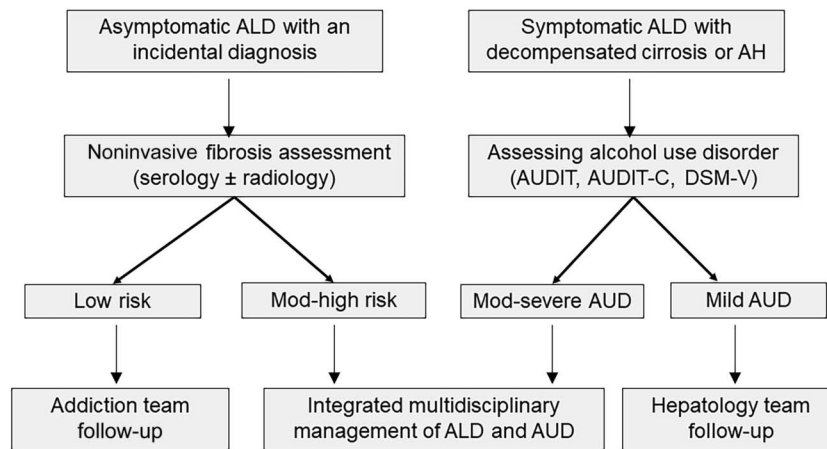 Asymptomatic ALD with an
incidental diagnosis
Symptomatic ALD with
decompensated cirrosis or AH
Noninvasive fibrosis assessment
(serology ± radiology)
Assessing alcohol use disorder
(AUDIT, AUDIT-C, DSM-V)
Low risk
Mod-high risk
Mod-severe AUD
Mild AUD
Addiction team
follow-up
Integrated multidisciplinary
management of ALD and AUD
Hepatology team
follow-up